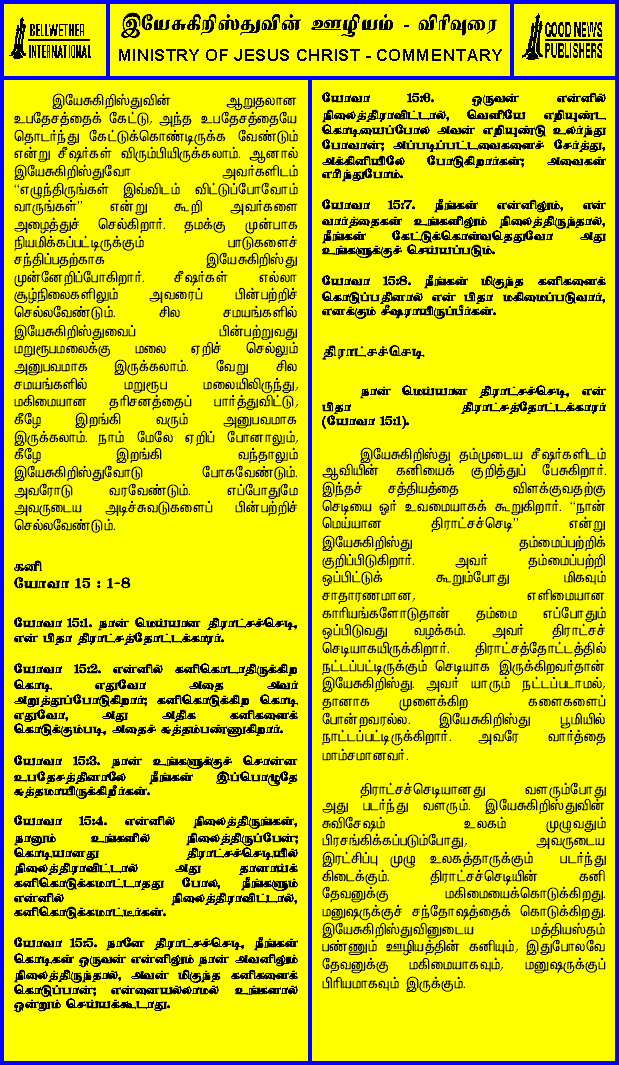 BELLWETHER
INTERNATIONAL
இயேசுகிறிஸ்துவின் ஊழியம் - விரிவுரை
MINISTRY OF JESUS CHRIST - COMMENTARY
GOOD NEWS
PUBLISHERS
இயேசுகிறிஸ்துவின் ஆறுதலான
உபதேசத்தைக் கேட்டு, அந்த உபதேசத்தையே
தொடர்ந்து கேட்டுக்கொண்டிருக்க வேண்டும்
என்று சீஷர்கள் விரும்பியிருக்கலாம். ஆனால்
இயேசுகிறிஸ்துவோ அவர்களிடம்
“எழுந்திருங்கள் இவ்விடம் விட்டுப்போவோம்
வாருங்கள்” என்று கூறி அவர்களை
அழைத்துச் செல்கிறார். தமக்கு முன்பாக
நியமிக்கப்பட்டிருக்கும் பாடுகளைச்
சந்திப்பதற்காக இயேசுகிறிஸ்து
முன்னேறிப்போகிறார். சீஷர்கள் எல்லா
சூழ்நிலைகளிலும் அவரைப் பின்பற்றிச்
செல்லவேண்டும். சில சமயங்களில்
இயேசுகிறிஸ்துவைப் பின்பற்றுவது
மறுரூபமலைக்கு மலை ஏறிச் செல்லும்
அனுபவமாக இருக்கலாம். வேறு சில
சமயங்களில் மறுரூப மலையிலிருந்து,
மகிமையான தரிசனத்தைப் பார்த்துவிட்டு,
கீழே இறங்கி வரும் அனுபவமாக
இருக்கலாம். நாம் மேலே ஏறிப் போனாலும்,
கீழே இறங்கி வந்தாலும்
இயேசுகிறிஸ்துவோடு போகவேண்டும்.
அவரோடு வரவேண்டும். எப்போதுமே
அவருடைய அடிச்சுவடுகளைப் பின்பற்றிச்
செல்லவேண்டும்.
கனி
யோவா 15 : 1-8
யோவா 15:1. நான் மெய்யான திராட்சச்செடி,
என் பிதா திராட்சத்தோட்டக்காரர்.
யோவா 15:2. என்னில் கனிகொடாதிருக்கிற
கொடி எதுவோ அதை அவர்
அறுத்துப்போடுகிறார்; கனிகொடுக்கிற கொடி
எதுவோ, அது அதிக கனிகளைக்
கொடுக்கும்படி, அதைச் சுத்தம்பண்ணுகிறார்.
யோவா 15:3. நான் உங்களுக்குச் சொன்ன
உபதேசத்தினாலே நீங்கள் இப்பொழுதே
சுத்தமாயிருக்கிறீர்கள்.
யோவா 15:4. என்னில் நிலைத்திருங்கள்,
நானும் உங்களில் நிலைத்திருப்பேன்;
கொடியானது திராட்சச்செடியில்
நிலைத்திராவிட்டால் அது தானாய்க்
கனிகொடுக்கமாட்டாதது போல, நீங்களும்
என்னில் நிலைத்திராவிட்டால்,
கனிகொடுக்கமாட்டீர்கள்.
யோவா 15:5. நானே திராட்சச்செடி, நீங்கள்
கொடிகள் ஒருவன் என்னிலும் நான் அவனிலும்
நிலைத்திருந்தால், அவன் மிகுந்த கனிகளைக்
கொடுப்பான்; என்னையல்லாமல் உங்களால்
ஒன்றும் செய்யக்கூடாது.
யோவா 15:6. ஒருவன் என்னில்
நிலைத்திராவிட்டால், வெளியே எறியுண்ட
கொடியைப்போல அவன் எறியுண்டு உலர்ந்து
போவான்; அப்படிப்பட்டவைகளைச் சேர்த்து,
அக்கினியிலே போடுகிறார்கள்; அவைகள்
எரிந்துபோம்.
யோவா 15:7. நீங்கள் என்னிலும், என்
வார்த்தைகள் உங்களிலும் நிலைத்திருந்தால்,
நீங்கள் கேட்டுக்கொள்வதெதுவோ அது
உங்களுக்குச் செய்யப்படும்.
யோவா 15:8. நீங்கள் மிகுந்த கனிகளைக்
கொடுப்பதினால் என் பிதா மகிமைப்படுவார்,
எனக்கும் சீஷராயிருப்பீர்கள்.
திராட்சச்செடி.
நான் மெய்யான திராட்சச்செடி, என்
பிதா திராட்சத்தோட்டக்காரர்
(யோவா 15:1).
இயேசுகிறிஸ்து தம்முடைய சீஷர்களிடம்
ஆவியின் கனியைக் குறித்துப் பேசுகிறார்.
இந்தச் சத்தியத்தை விளக்குவதற்கு
செடியை ஓர் உவமையாகக் கூறுகிறார். “நான்
மெய்யான திராட்சச்செடி” என்று
இயேசுகிறிஸ்து தம்மைப்பற்றிக்
குறிப்பிடுகிறார். அவர் தம்மைப்பற்றி
ஒப்பிட்டுக் கூறும்போது மிகவும்
சாதாரணமான, எளிமையான
காரியங்களோடுதான் தம்மை எப்போதும்
ஒப்பிடுவது வழக்கம். அவர் திராட்சச்
செடியாகயிருக்கிறார். திராட்சத்தோட்டத்தில்
நட்டப்பட்டிருக்கும் செடியாக இருக்கிறவர்தான்
இயேசுகிறிஸ்து. அவர் யாரும் நட்டப்படாமல்,
தானாக முளைக்கிற களைகளைப்
போன்றவரல்ல. இயேசுகிறிஸ்து பூமியில்
நாட்டப்பட்டிருக்கிறார். அவரே வார்த்தை
மாம்சமானவர்.
திராட்சச்செடியானது வளரும்போது
அது படர்ந்து வளரும். இயேசுகிறிஸ்துவின்
சுவிசேஷம் உலகம் முழுவதும்
பிரசங்கிக்கப்படும்போது, அவருடைய
இரட்சிப்பு முழு உலகத்தாருக்கும் படர்ந்து
கிடைக்கும். திராட்சச்செடியின் கனி
தேவனுக்கு மகிமையைக்கொடுக்கிறது.
மனுஷருக்குச் சந்தோஷத்தைக் கொடுக்கிறது.
இயேசுகிறிஸ்துவினுடைய மத்தியஸ்தம்
பண்ணும் ஊழியத்தின் கனியும், இதுபோலவே
தேவனுக்கு மகிமையாகவும், மனுஷருக்குப்
பிரியமாகவும் இருக்கும்.